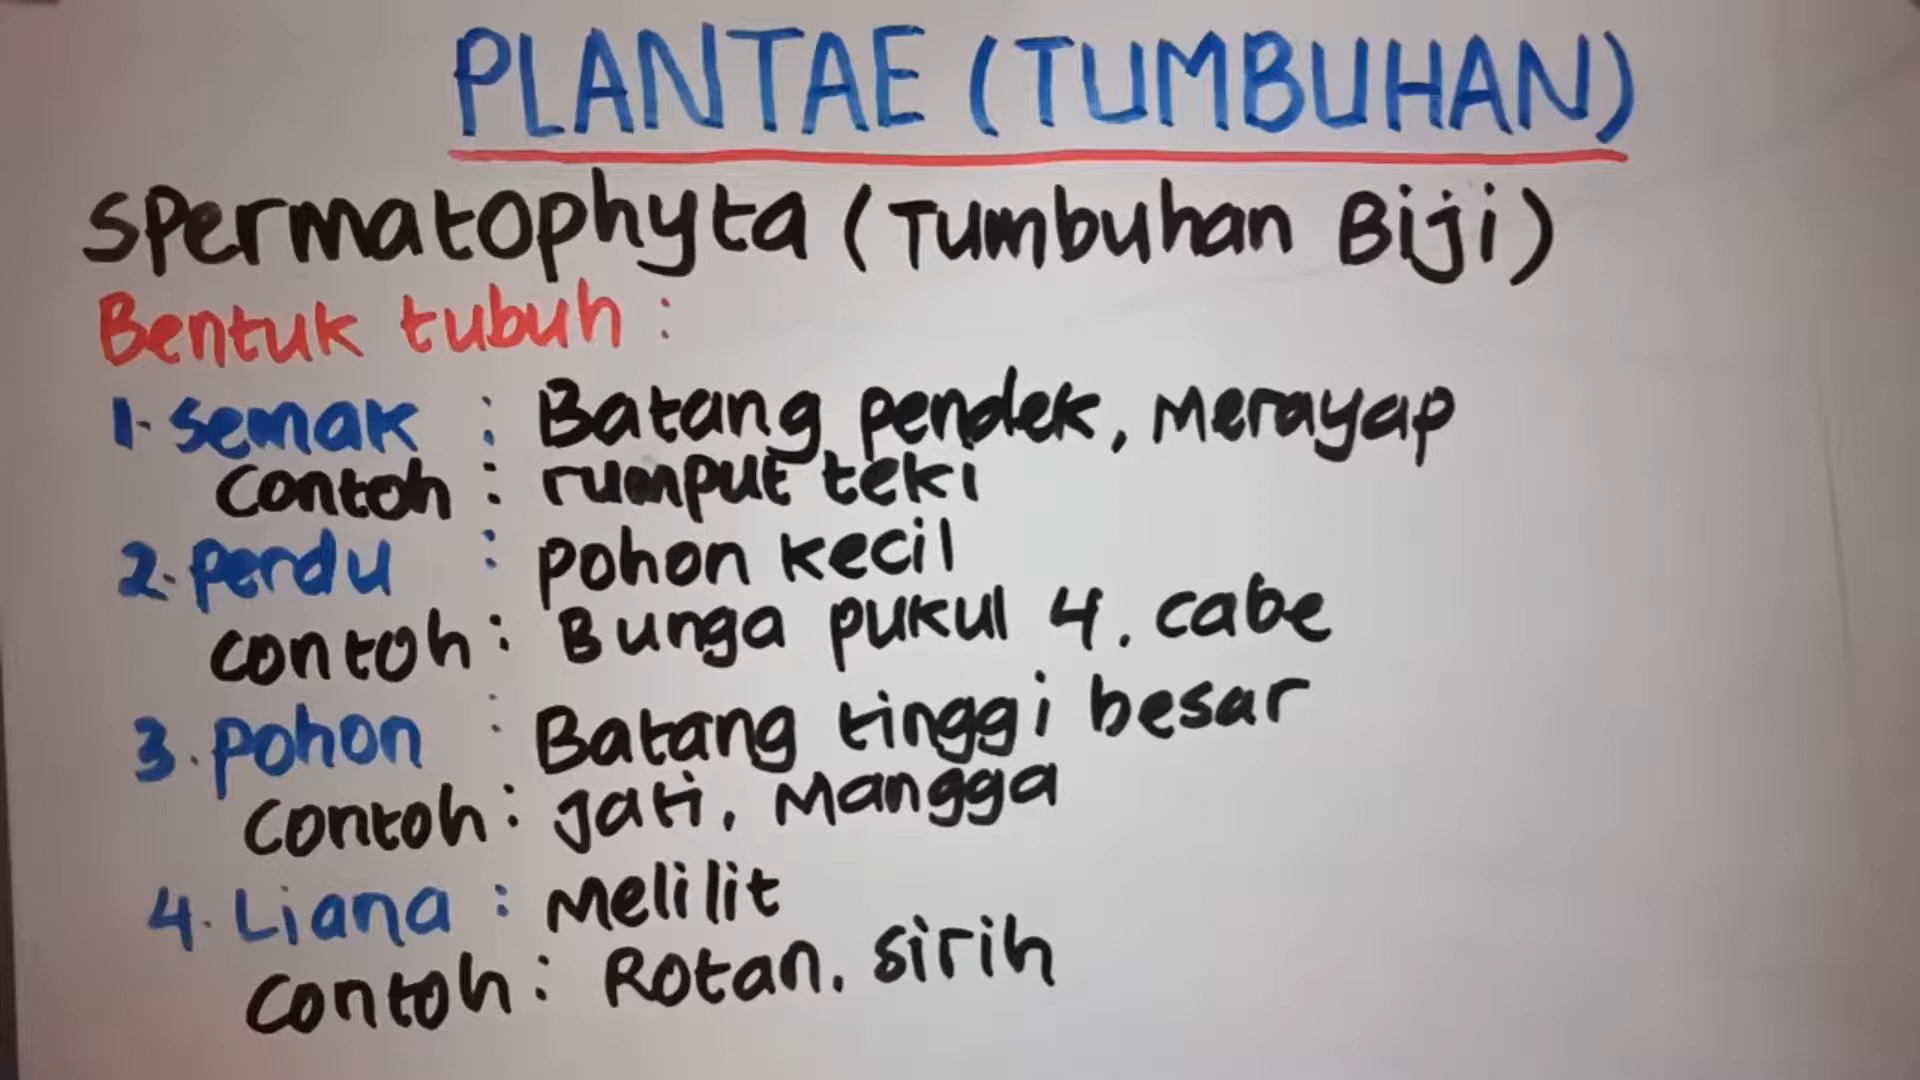 PLANTAE (TUMBUHAN)
Spermatophyta (Tumbuhan Biji)
Bentuk tubuh :
1. Semak : Batang pendek, Merayap
Contoh : rumput teki
2. Perdu : pohon kecil
Contoh : Bunga pukul 4, cabe
3. Pohon : Batang tinggi besar
Contoh : Jati, Mangga
4. Liana : Melilit
Contoh : Rotan, sirih